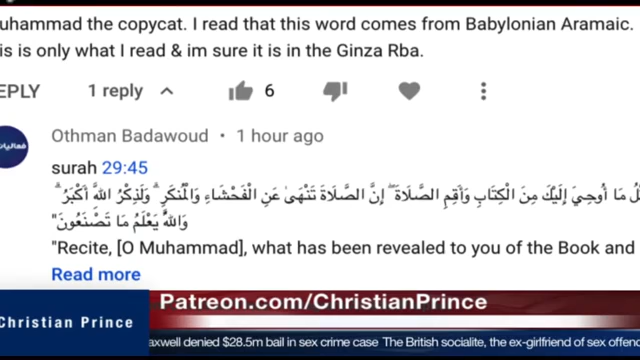 uhammad the copycat. I read that this word comes from Babylonian Aramaic.
is is only what I read & im sure it is in the Ginza Rba.
EPLY 1 reply 6
فعاليات
Othman Badawoud • 1 hour ago
surah 29:45
مَا أُوحِيَ إِلَيْكَ مِنَ الْكِتَابِ وَأَقِمِ الصَّلَاةَ ۖ إِنَّ الصَّلَاةَ تَنْهَىٰ عَنِ الْفَحْشَاءِ وَالْمُنكَرِ ۗ وَلَذِكْرُ اللَّهِ أَكْبَرُ ۗ
وَاللَّهُ يَعْلَمُ مَا تَصْنَعُونَ"
"Recite, [O Muhammad], what has been revealed to you of the Book and
Read more
Patreon.com/ChristianPrince
Christian Prince
axwell denied $28.5m bail in sex crime case The British socialite, the ex-girlfriend of sex offen